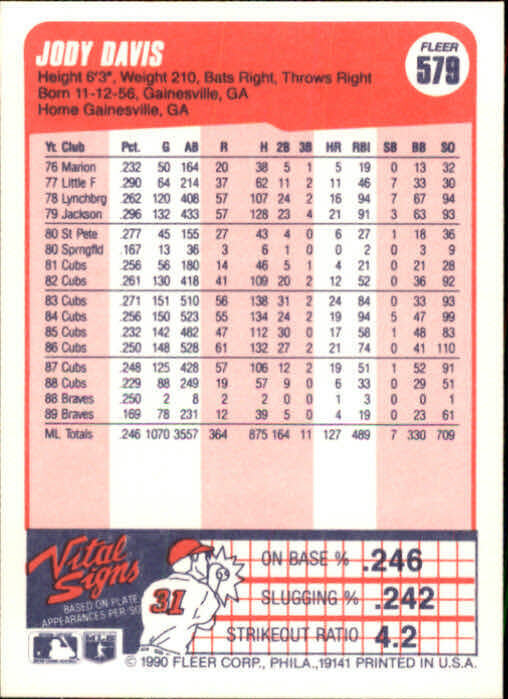 JODY DAVIS
FLEER
579
Height 6'3", Weight 210, Bats Right, Throws Right
Born 11-12-56, Gainesville, GA
Home Gainesville, GA
Yr. Club Pct. G AB R H 2B 3B HR RBI SB BB SO
76 Marion .232 50 164 20 38 5 1 5 19 0 13 32
77 Little F .290 64 214 37 62 11 2 11 46 7 33 30
78 Lynchbrg .262 120 408 57 107 24 2 16 94 7 67 94
79 Jackson .296 132 433 57 128 23 4 21 91 3 63 93
80 St Pete .277 45 155 27 43 4 0 6 27 1 18 36
80 Sprngfld .167 13 36 3 6 1 0 0 2 0 3 9
81 Cubs .256 56 180 14 46 5 1 4 21 0 21 28
82 Cubs .261 130 418 41 109 20 2 12 52 0 36 92
83 Cubs .271 151 510 56 138 31 2 24 84 0 33 93
84 Cubs .256 150 523 55 134 24 2 19 94 5 47 99
85 Cubs .232 142 482 47 112 30 0 17 58 1 48 83
86 Cubs .250 148 528 61 132 27 2 21 74 0 41 110
87 Cubs .248 125 428 57 106 12 2 19 51 1 52 91
88 Cubs .229 88 249 19 57 9 0 6 33 0 29 51
88 Braves .250 2 8 2 2 0 0 1 3 0 0 1
89 Braves .169 78 231 12 39 5 0 4 19 0 23 61
ML Totals .246 1070 3557 364 875 164 11 127 489 7 330 709
Vital Signs
BASED ON PLATE
APPEARANCES PER '90
31
ON BASE % .246
SLUGGING % .242
STRIKEOUT RATIO 4.2
© 1990 FLEER CORP., PHILA., 19141 PRINTED IN U.S.A.